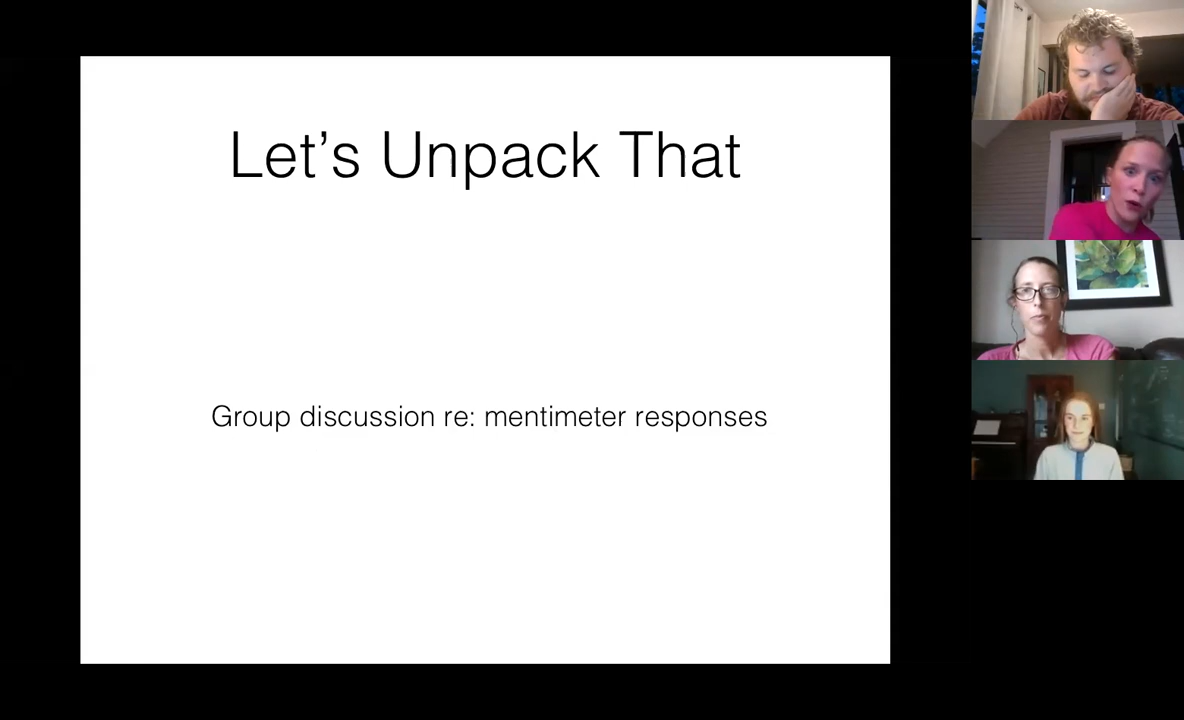 Let’s Unpack That
Group discussion re: mentimeter responses